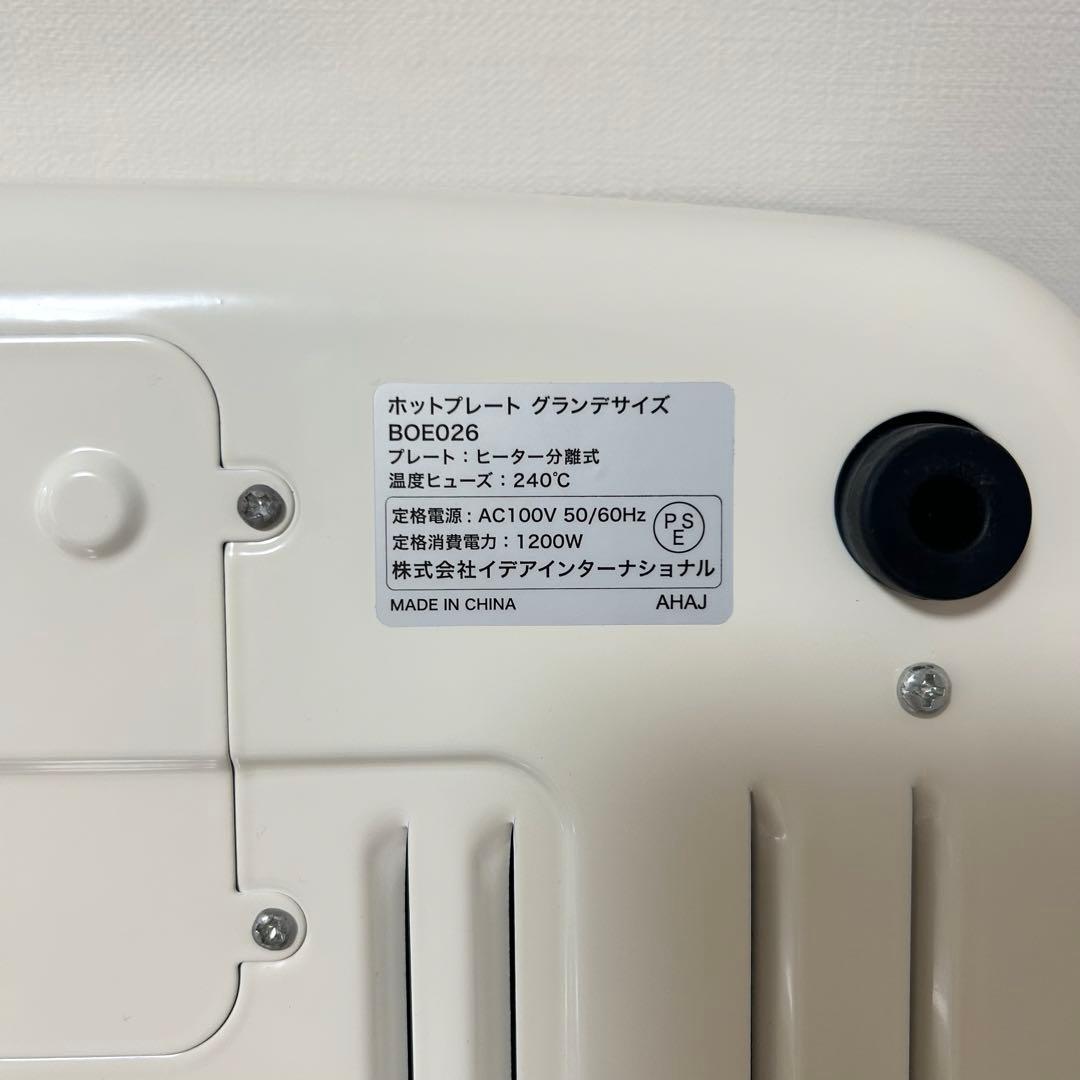 ホットプレート グランデサイズ
BOE026
プレート：ヒーター分離式
温度ヒューズ：240℃
定格電源：AC100V 50/60Hz
PSE
定格消費電力：1200W
株式会社イデアインターナショナル
MADE IN CHINA AHAJ